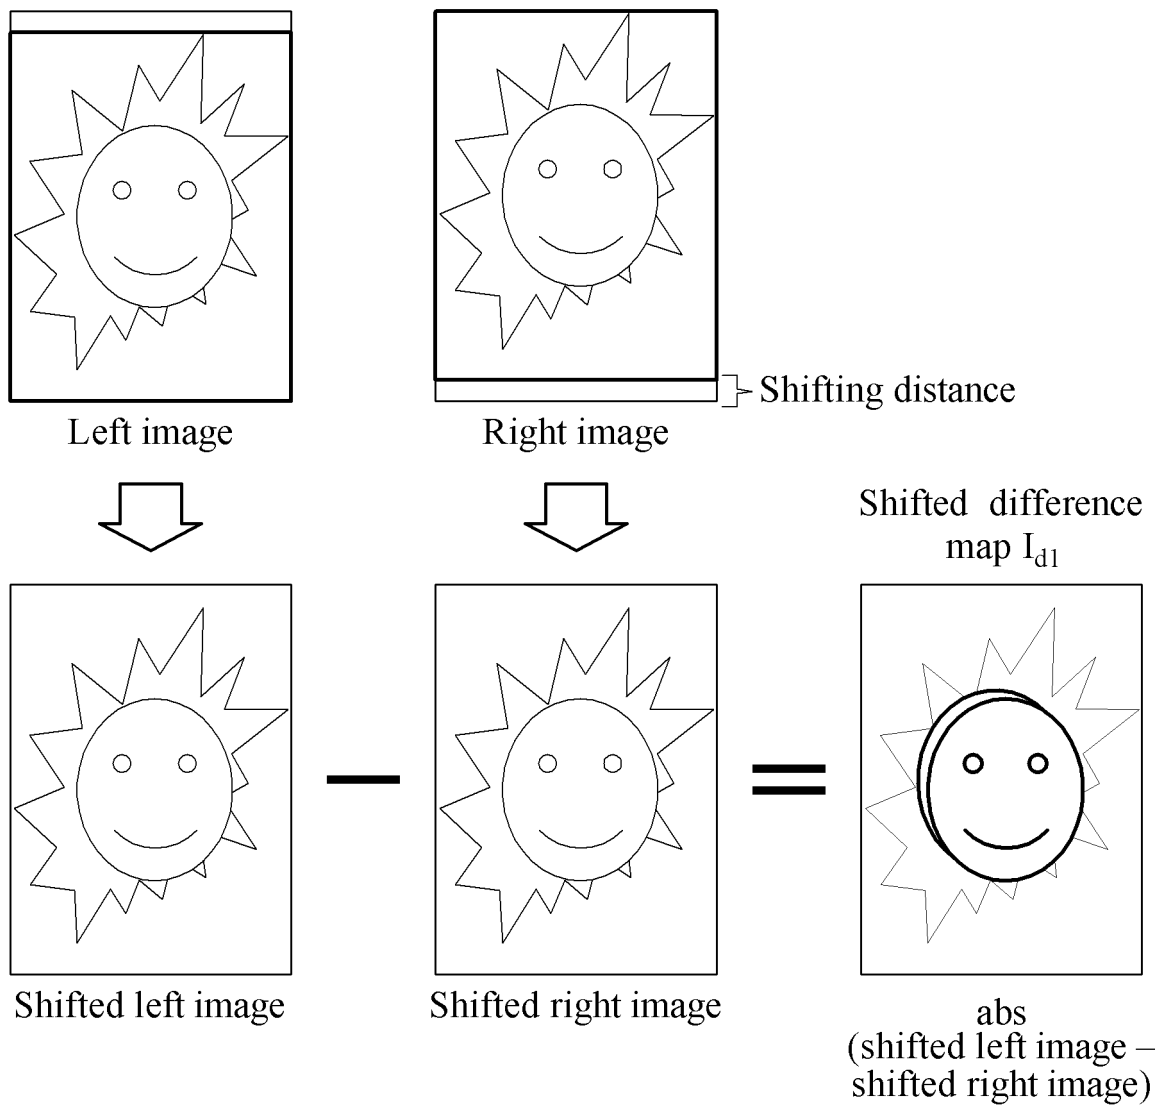 Shifting distance
Left image
Right image
Shifted difference
map I_d1
Shifted left image
Shifted right image
abs
(shifted left image –
shifted right image)